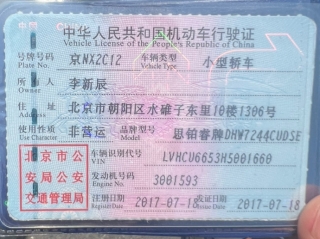 中华人民共和国机动车行驶证
Vehicle License of the People's Republic of China
号牌号码 京NX2C12 车辆类型 小型轿车
Plate No. Vehicle Type
所有人 李新辰
Owner
住址 北京市朝阳区水碓子东里10楼1306号
Address
使用性质 非营运 品牌型号 思铂睿牌DHW7244CUDSE
Use Character Model
北京市公 车辆识别代号 LVHCU6653H5001660
VIN
安局公安 发动机号码 3001593
Engine No.
交通管理局 注册日期 2017-07-18 发证日期 2017-07-18
Register Date Issue Date